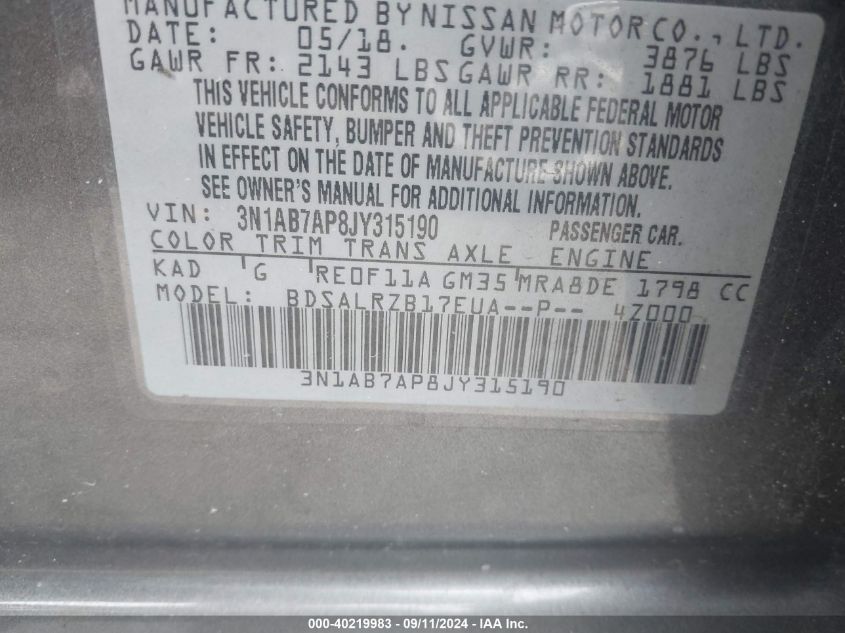 MANUFACTURED BY NISSAN MOTOR CO., LTD.
DATE: 05/18. GVWR: 3876 LBS
GAWR FR: 2143 LBS GAWR RR: 1881 LBS
THIS VEHICLE CONFORMS TO ALL APPLICABLE FEDERAL MOTOR
VEHICLE SAFETY, BUMPER AND THEFT PREVENTION STANDARDS
IN EFFECT ON THE DATE OF MANUFACTURE SHOWN ABOVE.
SEE OWNER'S MANUAL FOR ADDITIONAL INFORMATION.
VIN: 3N1AB7AP8JY315190 PASSENGER CAR.
COLOR TRIM TRANS AXLE ENGINE
KAD G RE0F11A GM35 MRA8DE 1798 CC
MODEL: BDSALRZB17EUA--P-- 4Z000
3N1AB7AP8JY315190
000-40219983 - 09/11/2024 - IAA Inc.